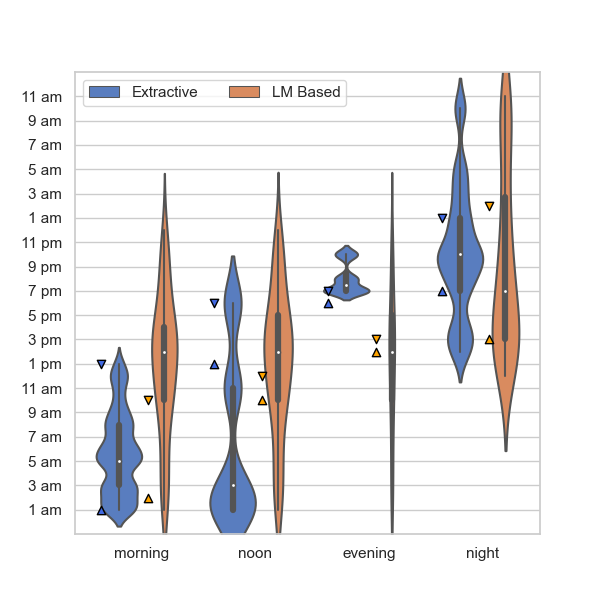 Extractive LM Based
11 am
9 am
7 am
5 am
3 am
1 am
11 pm
9 pm
7 pm
5 pm
3 pm
1 pm
11 am
9 am
7 am
5 am
3 am
1 am
morning noon evening night